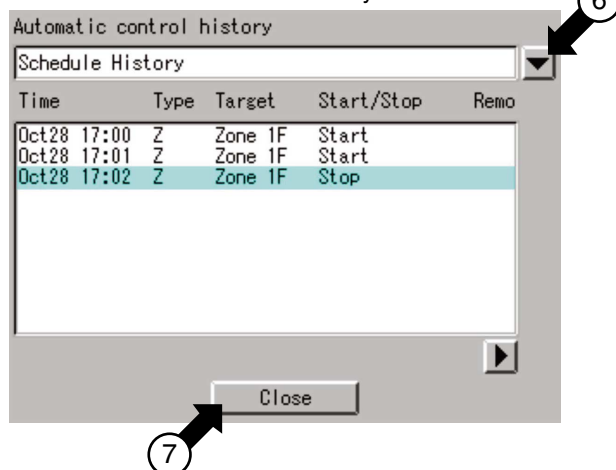 6
Automatic control history
Schedule History
Time Type Target Start/Stop Remo
Oct28 17:00 Z Zone 1F Start
Oct28 17:01 Z Zone 1F Start
Oct28 17:02 Z Zone 1F Stop
Close
7